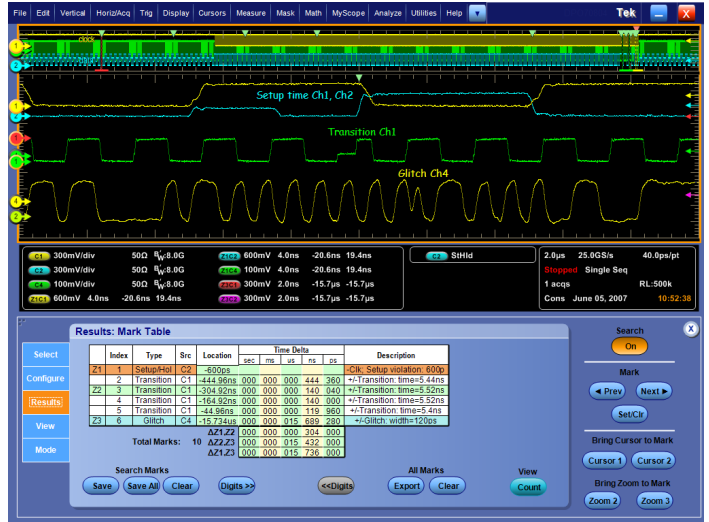 File Edit Vertical Horiz/Acq Trig Display Cursors Measure Mask Math MyScope Analyze Utilities Help Tek X
clock
Setup time Ch1, Ch2
Transition Ch1
Glitch Ch4
C1 300mV/div 50Ω BW:8.0G Z1C2 600mV 4.0ns -20.6ns 19.4ns C2 StHld 2.0µs 25.0GS/s 40.0ps/pt
C2 300mV/div 50Ω BW:8.0G Z1C4 100mV 4.0ns -20.6ns 19.4ns Stopped Single Seq
C4 100mV/div 50Ω BW:8.0G Z3C1 300mV 2.0ns -15.7µs -15.7µs 1 acqs RL:500k
Z1C1 600mV 4.0ns -20.6ns 19.4ns Z3C2 300mV 2.0ns -15.7µs -15.7µs Cons June 05, 2007 10:52:38
Results: Mark Table
Select
Configure
Results
View
Mode
Index Type Src Location Time Delta Description
sec ms us ns ps
Z1 1 Setup/Hol C2 -600ps -Clk; Setup violation: 600p
2 Transition C1 -444.96ns 000 000 000 444 360 +/-Transition: time=5.44ns
Z2 3 Transition C1 -304.92ns 000 000 000 140 040 +/-Transition: time=5.52ns
4 Transition C1 -164.92ns 000 000 000 140 000 +/-Transition: time=5.52ns
5 Transition C1 -44.96ns 000 000 000 119 960 +/-Transition: time=5.4ns
Z3 6 Glitch C4 -15.734us 000 000 015 689 280 +/-Glitch: width=120ps
ΔZ1,Z2 000 000 000 304 000
Total Marks: 10 ΔZ2,Z3 000 000 015 432 000
ΔZ1,Z3 000 000 015 736 000
Search Marks
Save Save All Clear Digits >> <<Digits
All Marks
Export Clear
View
Count
Search
On
X
Mark
Prev Next
Set/Clr
Bring Cursor to Mark
Cursor 1 Cursor 2
Bring Zoom to Mark
Zoom 2 Zoom 3